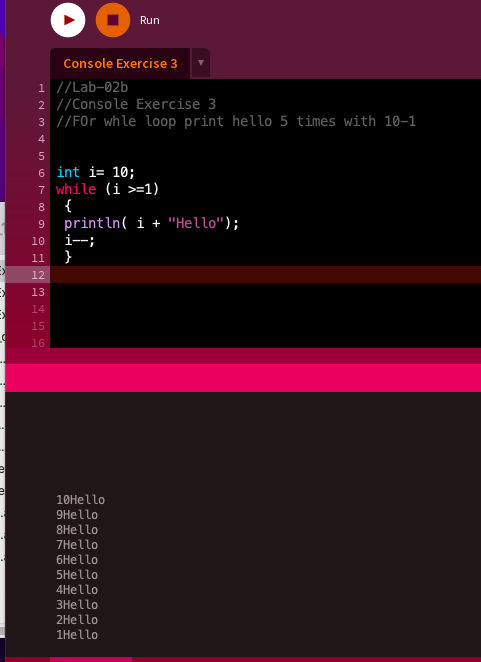 Run
Console Exercise 3
1 //Lab-02b
2 //Console Exercise 3
3 //FOr whle loop print hello 5 times with 10-1
4
5
6 int i= 10;
7 while (i >=1)
8 {
9 println( i + "Hello");
10 i--;
11 }
12
13
14
15
16
10Hello
9Hello
8Hello
7Hello
6Hello
5Hello
4Hello
3Hello
2Hello
1Hello